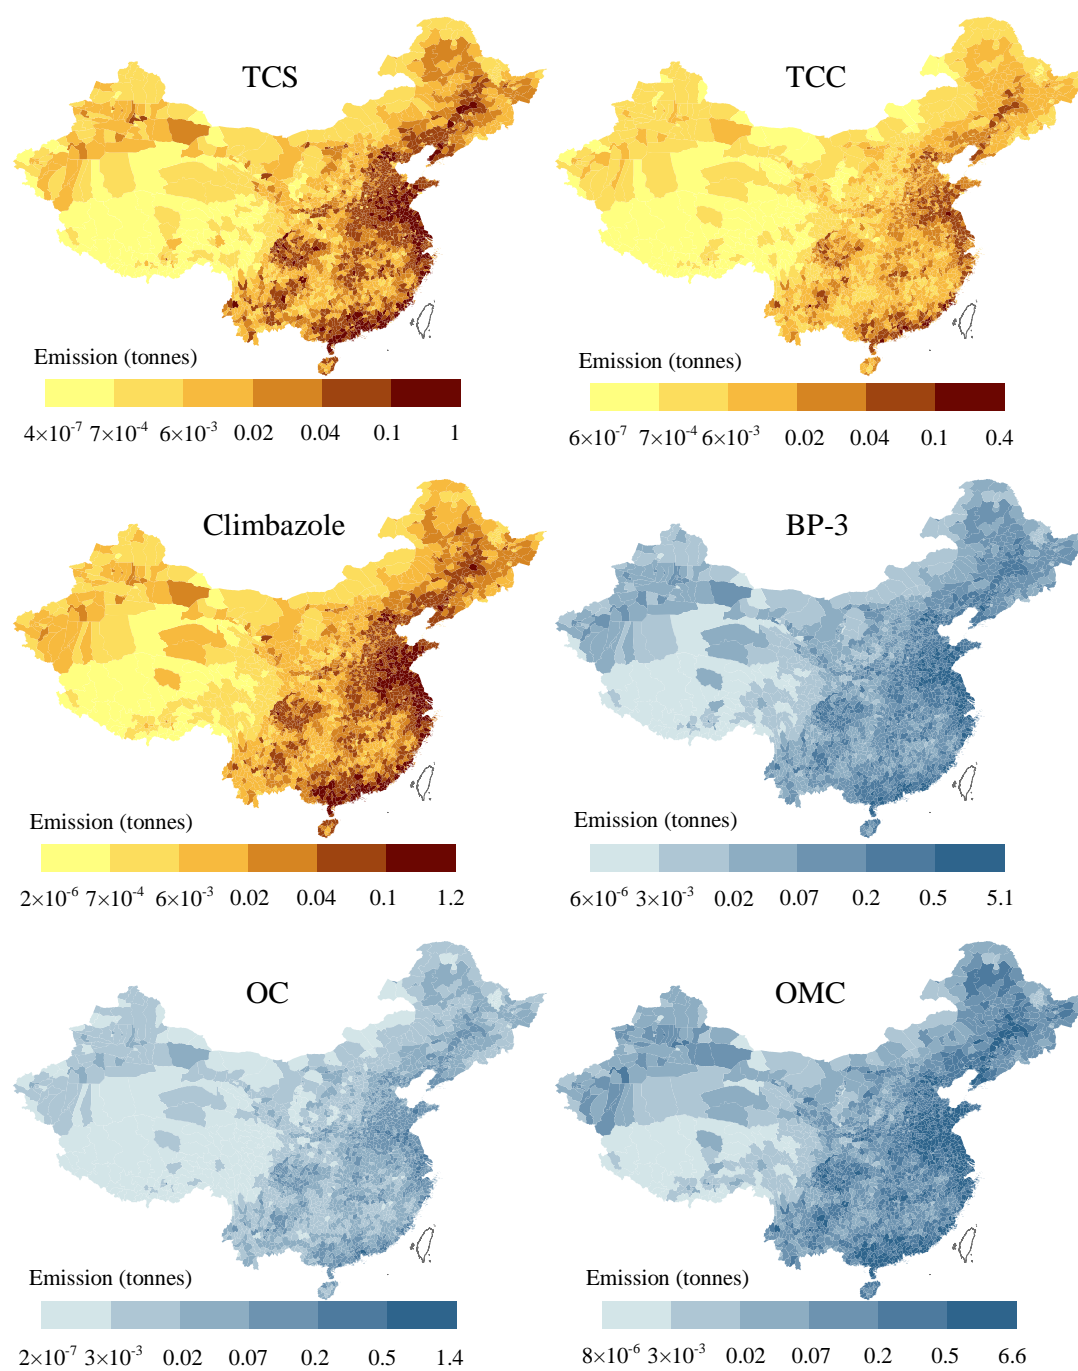 TCS
TCC
Emission (tonnes)
4×10⁻⁷ 7×10⁻⁴ 6×10⁻³ 0.02 0.04 0.1 1
Emission (tonnes)
6×10⁻⁷ 7×10⁻⁴ 6×10⁻³ 0.02 0.04 0.1 0.4
Climbazole
BP-3
Emission (tonnes)
2×10⁻⁶ 7×10⁻⁴ 6×10⁻³ 0.02 0.04 0.1 1.2
Emission (tonnes)
6×10⁻⁶ 3×10⁻³ 0.02 0.07 0.2 0.5 5.1
OC
OMC
Emission (tonnes)
2×10⁻⁷ 3×10⁻³ 0.02 0.07 0.2 0.5 1.4
Emission (tonnes)
8×10⁻⁶ 3×10⁻³ 0.02 0.07 0.2 0.5 6.6